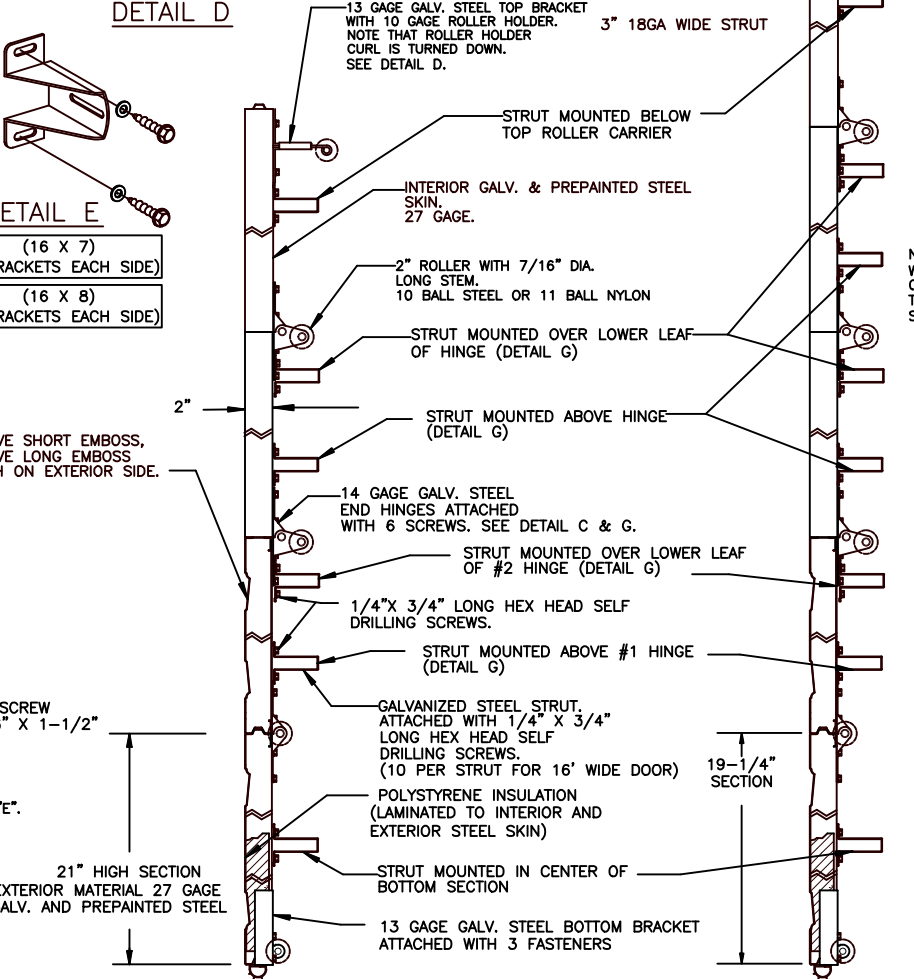 DETAIL D
13 GAGE GALV. STEEL TOP BRACKET
WITH 10 GAGE ROLLER HOLDER.
NOTE THAT ROLLER HOLDER
CURL IS TURNED DOWN.
SEE DETAIL D.
3" 18GA WIDE STRUT
STRUT MOUNTED BELOW
TOP ROLLER CARRIER
INTERIOR GALV. & PREPAINTED STEEL
SKIN.
27 GAGE.
ETAIL E
(16 X 7)
RACKETS EACH SIDE)
(16 X 8)
RACKETS EACH SIDE)
2" ROLLER WITH 7/16" DIA.
LONG STEM.
10 BALL STEEL OR 11 BALL NYLON
STRUT MOUNTED OVER LOWER LEAF
OF HINGE (DETAIL G)
2"
STRUT MOUNTED ABOVE HINGE
(DETAIL G)
VE SHORT EMBOSS,
VE LONG EMBOSS
H ON EXTERIOR SIDE.
14 GAGE GALV. STEEL
END HINGES ATTACHED
WITH 6 SCREWS. SEE DETAIL C & G.
STRUT MOUNTED OVER LOWER LEAF
OF #2 HINGE (DETAIL G)
1/4"X 3/4" LONG HEX HEAD SELF
DRILLING SCREWS.
STRUT MOUNTED ABOVE #1 HINGE
(DETAIL G)
SCREW
" X 1-1/2"
GALVANIZED STEEL STRUT.
ATTACHED WITH 1/4" X 3/4"
LONG HEX HEAD SELF
DRILLING SCREWS.
(10 PER STRUT FOR 16' WIDE DOOR)
19-1/4"
SECTION
"E".
POLYSTYRENE INSULATION
(LAMINATED TO INTERIOR AND
EXTERIOR STEEL SKIN)
21" HIGH SECTION
EXTERIOR MATERIAL 27 GAGE
ALV. AND PREPAINTED STEEL
STRUT MOUNTED IN CENTER OF
BOTTOM SECTION
13 GAGE GALV. STEEL BOTTOM BRACKET
ATTACHED WITH 3 FASTENERS